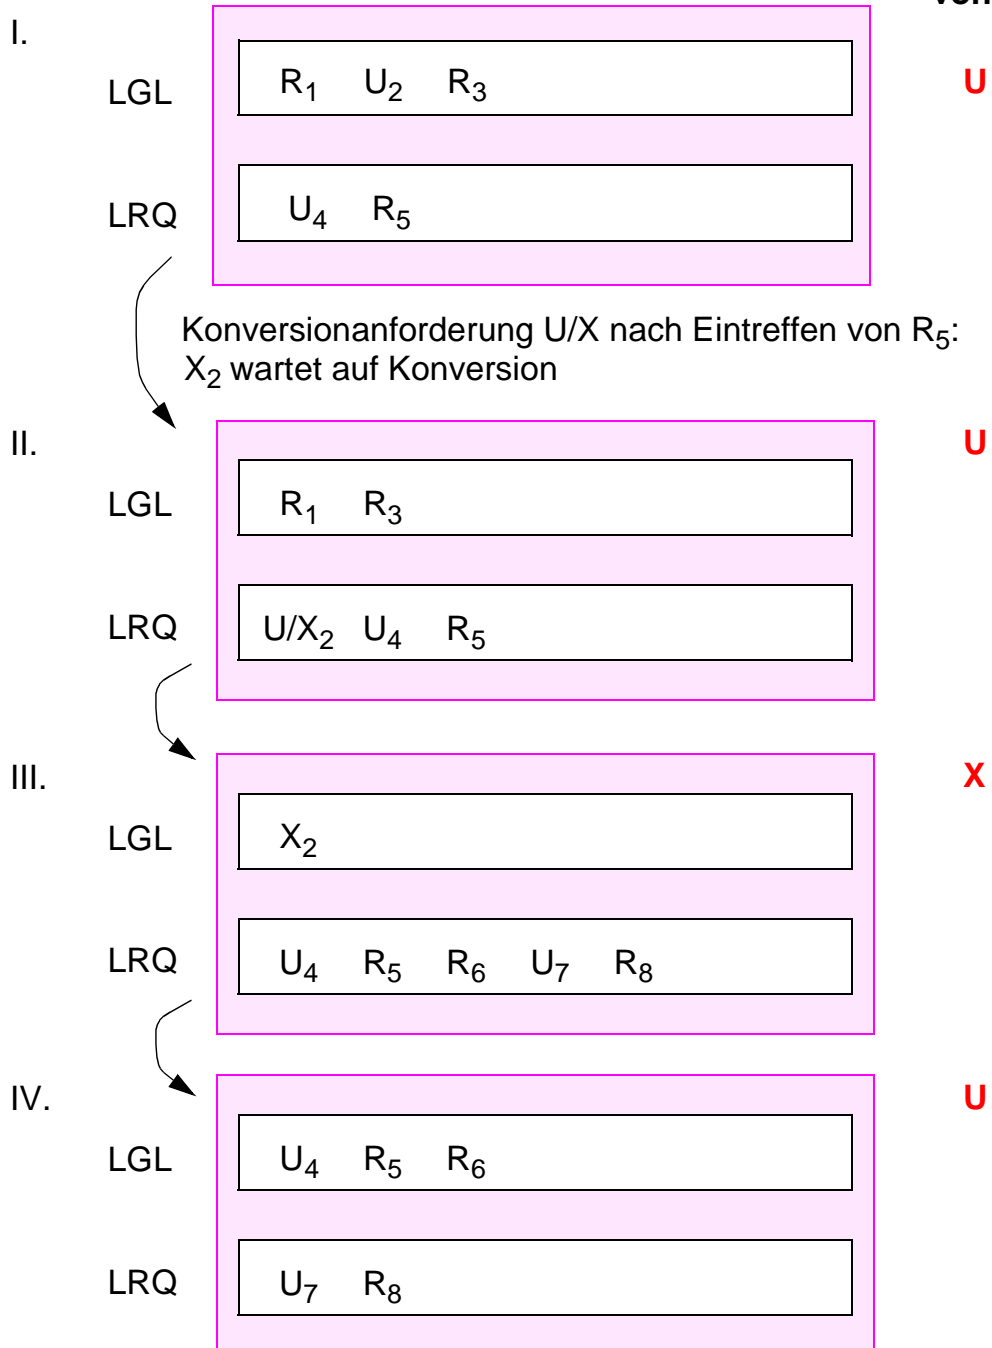 von
I.
LGL R1 U2 R3 U
LRQ U4 R5
Konversionanforderung U/X nach Eintreffen von R5:
X2 wartet auf Konversion
II. U
LGL R1 R3
LRQ U/X2 U4 R5
III. X
LGL X2
LRQ U4 R5 R6 U7 R8
IV. U
LGL U4 R5 R6
LRQ U7 R8